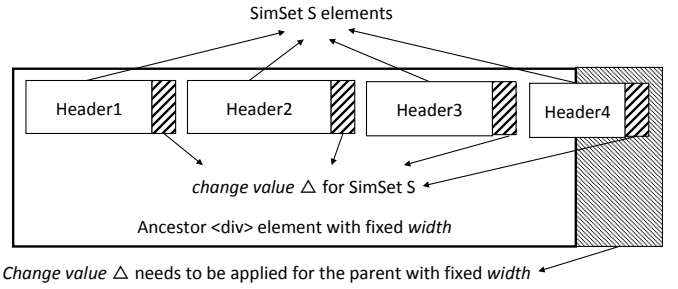 SimSet S elements
Header1 Header2 Header3 Header4
change value △ for SimSet S
Ancestor <div> element with fixed width
Change value △ needs to be applied for the parent with fixed width